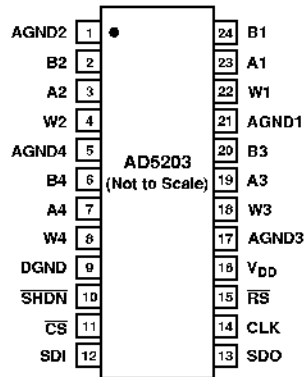 AGND2 1 24 B1
B2 2 23 A1
A2 3 22 W1
W2 4 21 AGND1
AGND4 5 20 B3
B4 6 19 A3
A4 7 18 W3
W4 8 17 AGND3
DGND 9 16 VDD
SHDN 10 15 RS
CS 11 14 CLK
SDI 12 13 SDO
AD5203
(Not to Scale)